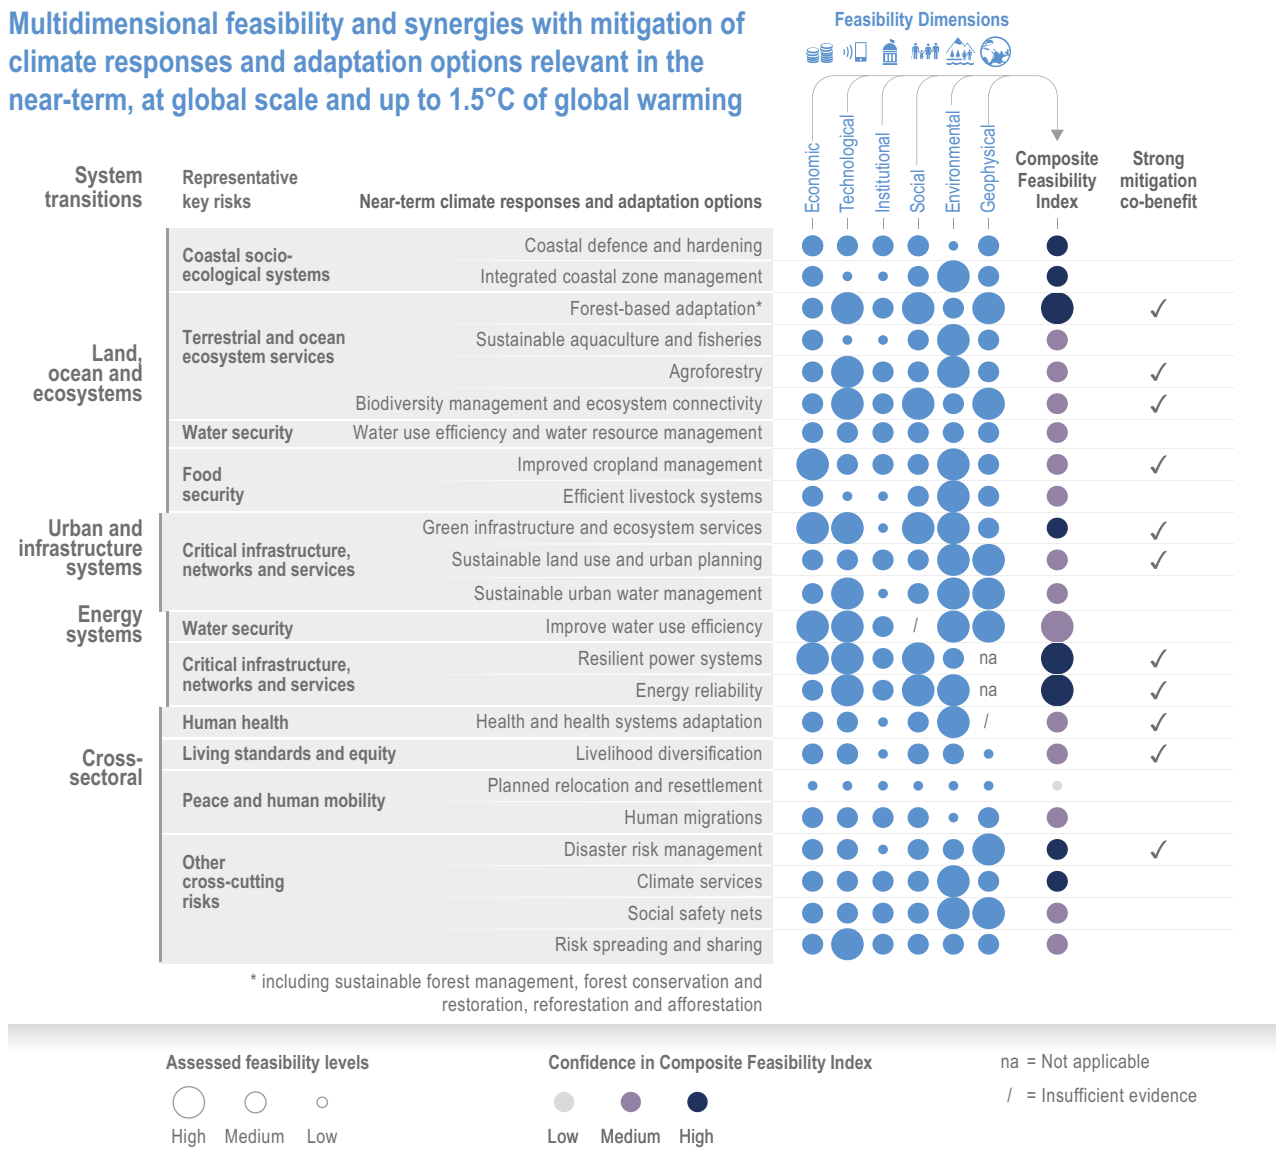 Multidimensional feasibility and synergies with mitigation of
climate responses and adaptation options relevant in the
near-term, at global scale and up to 1.5°C of global warming
Feasibility Dimensions
Economic
Technological
Institutional
Social
Environmental
Geophysical
System
transitions
Representative
key risks
Near-term climate responses and adaptation options
Composite
Feasibility
Index
Strong
mitigation
co-benefit
Land,
ocean and
ecosystems
Coastal socio-
ecological systems
Coastal defence and hardening
Integrated coastal zone management
Terrestrial and ocean
ecosystem services
Forest-based adaptation*
✓
Sustainable aquaculture and fisheries
Agroforestry
✓
Biodiversity management and ecosystem connectivity
✓
Water security
Water use efficiency and water resource management
Food
security
Improved cropland management
✓
Efficient livestock systems
Urban and
infrastructure
systems
Critical infrastructure,
networks and services
Green infrastructure and ecosystem services
✓
Sustainable land use and urban planning
✓
Sustainable urban water management
Energy
systems
Water security
Improve water use efficiency
/
Critical infrastructure,
networks and services
Resilient power systems
na
✓
Energy reliability
na
✓
Cross-
sectoral
Human health
Health and health systems adaptation
/
✓
Living standards and equity
Livelihood diversification
✓
Peace and human mobility
Planned relocation and resettlement
Human migrations
Other
cross-cutting
risks
Disaster risk management
✓
Climate services
Social safety nets
Risk spreading and sharing
* including sustainable forest management, forest conservation and
restoration, reforestation and afforestation
Assessed feasibility levels
High Medium Low
Confidence in Composite Feasibility Index
Low Medium High
na = Not applicable
/ = Insufficient evidence